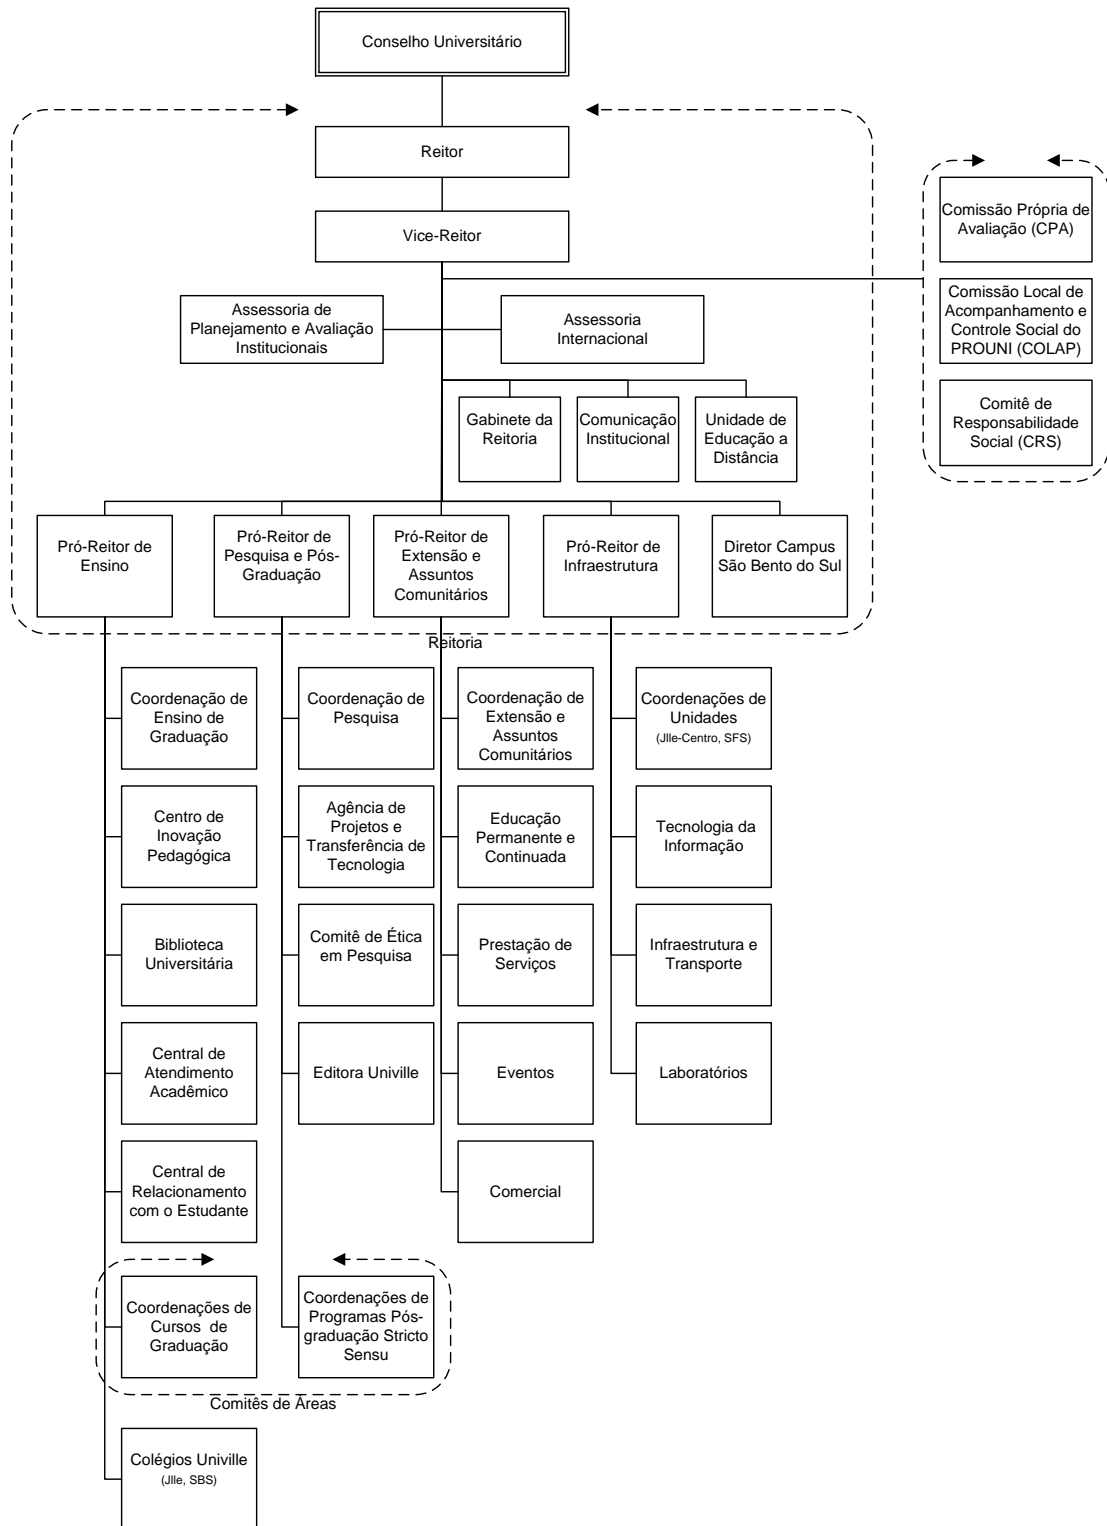 Conselho Universitário
Reitor
Vice-Reitor
Comissão Própria de
Avaliação (CPA)
Comissão Local de
Acompanhamento e
Controle Social do
PROUNI (COLAP)
Comitê de
Responsabilidade
Social (CRS)
Assessoria de
Planejamento e Avaliação
Institucionais
Assessoria
Internacional
Gabinete da
Reitoria
Comunicação
Institucional
Unidade de
Educação a
Distância
Pró-Reitor de
Ensino
Pró-Reitor de
Pesquisa e Pós-
Graduação
Pró-Reitor de
Extensão e
Assuntos
Comunitários
Pró-Reitor de
Infraestrutura
Diretor Campus
São Bento do Sul
Reitoria
Coordenação de
Ensino de
Graduação
Coordenação de
Pesquisa
Coordenação de
Extensão e
Assuntos
Comunitários
Coordenações de
Unidades
(Jlle-Centro, SFS)
Centro de
Inovação
Pedagógica
Agência de
Projetos e
Transferência de
Tecnologia
Educação
Permanente e
Continuada
Tecnologia da
Informação
Biblioteca
Universitária
Comitê de Ética
em Pesquisa
Prestação de
Serviços
Infraestrutura e
Transporte
Central de
Atendimento
Acadêmico
Editora Univille
Eventos
Laboratórios
Central de
Relacionamento
com o Estudante
Comercial
Coordenações de
Cursos de
Graduação
Coordenações de
Programas Pós-
graduação Stricto
Sensu
Comitês de Áreas
Colégios Univille
(Jlle, SBS)